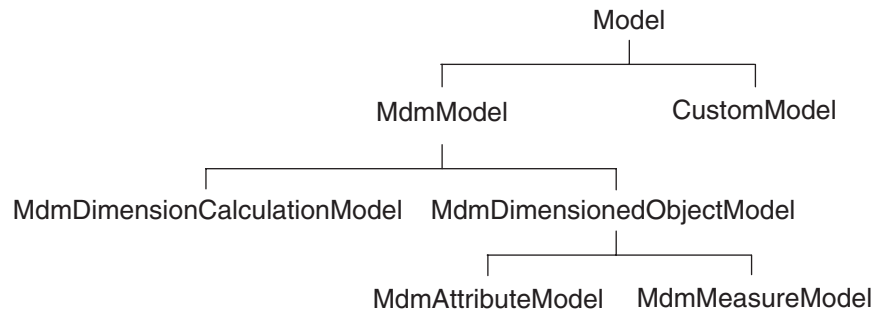 Model
MdmModel CustomModel
MdmDimensionCalculationModel MdmDimensionedObjectModel
MdmAttributeModel MdmMeasureModel